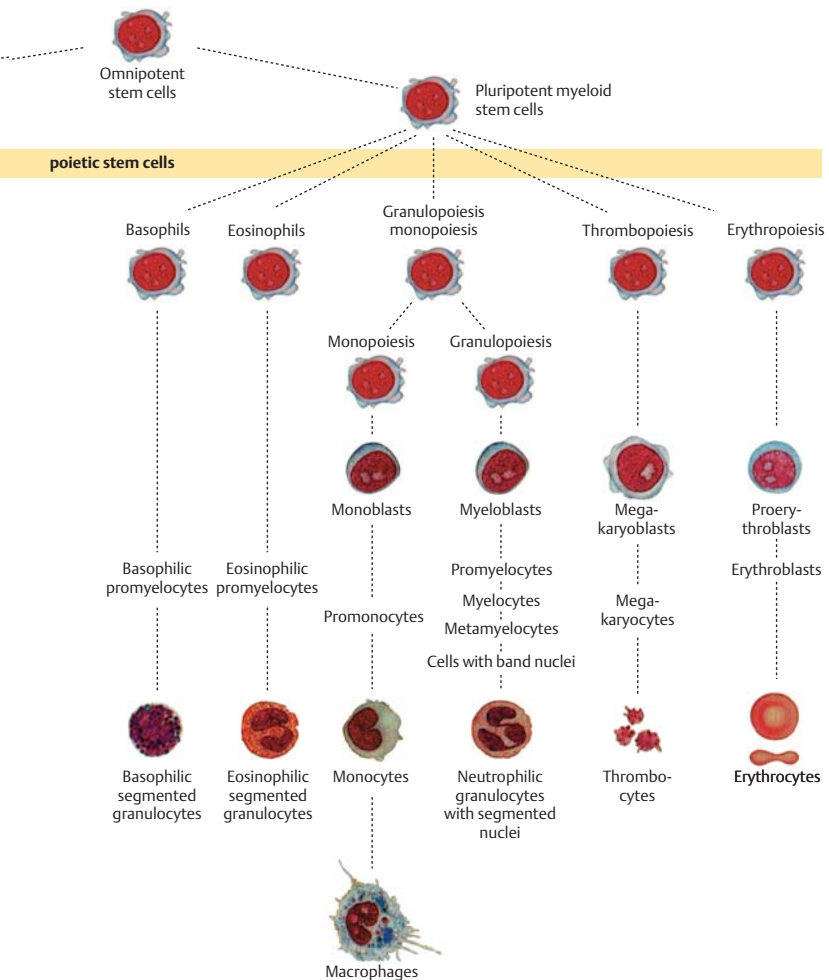 Omnipotent
stem cells
Pluripotent myeloid
stem cells
poietic stem cells
Basophils
Eosinophils
Granulopoiesis
monopoiesis
Thrombopoiesis
Erythropoiesis
Monopoiesis
Granulopoiesis
Monoblasts
Myeloblasts
Mega-
karyoblasts
Proery-
throblasts
Basophilic
promyelocytes
Eosinophilic
promyelocytes
Promyelocytes
Erythroblasts
Myelocytes
Mega-
karyocytes
Promonocytes
Metamyelocytes
Cells with band nuclei
Basophilic
segmented
granulocytes
Eosinophilic
segmented
granulocytes
Monocytes
Neutrophilic
granulocytes
with segmented
nuclei
Thrombo-
cytes
Erythrocytes
Macrophages